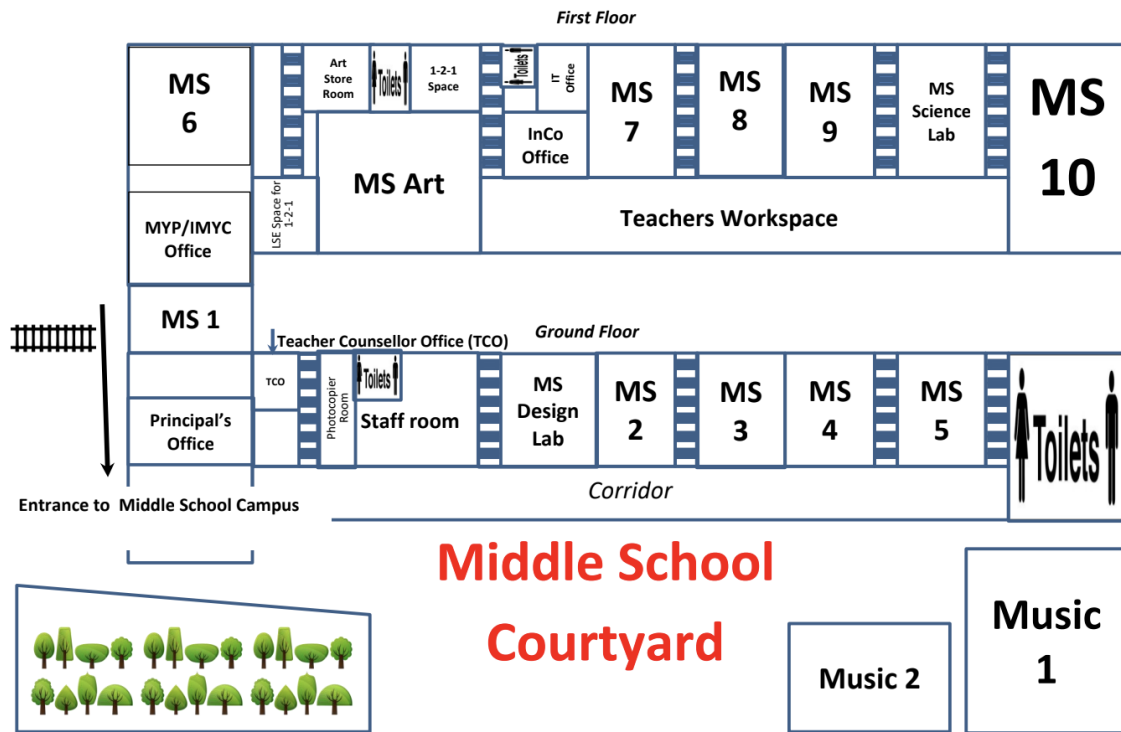 First Floor
MS
6
Art
Store
Room
Toilets
1-2-1
Space
Toilets
IT
Office
MS
7
MS
8
MS
9
MS
Science
Lab
MS
10
InCo
Office
MS Art
LSE Space for
1-2-1
Teachers Workspace
MYP/IMYC
Office
MS 1
Ground Floor
Teacher Counsellor Office (TCO)
TCO
Photocopier
Room
Toilets
Staff room
MS
Design
Lab
MS
2
MS
3
MS
4
MS
5
Toilets
Principal's
Office
Corridor
Entrance to Middle School Campus
Middle School
Courtyard
Music
1
Music 2